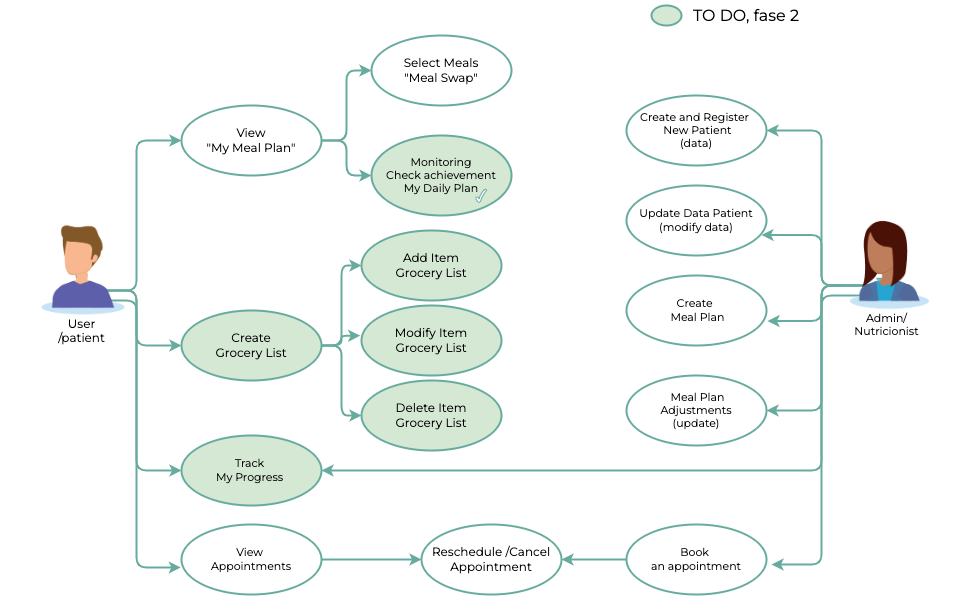 TO DO, fase 2
Select Meals
"Meal Swap"
View
"My Meal Plan"
Monitoring
Check achievement
My Daily Plan
Create and Register
New Patient
(data)
Update Data Patient
(modify data)
Add Item
Grocery List
Create
Meal Plan
User
/patient
Admin/
Nutricionist
Create
Grocery List
Modify Item
Grocery List
Delete Item
Grocery List
Meal Plan
Adjustments
(update)
Track
My Progress
View
Appointments
Reschedule /Cancel
Appointment
Book
an appointment